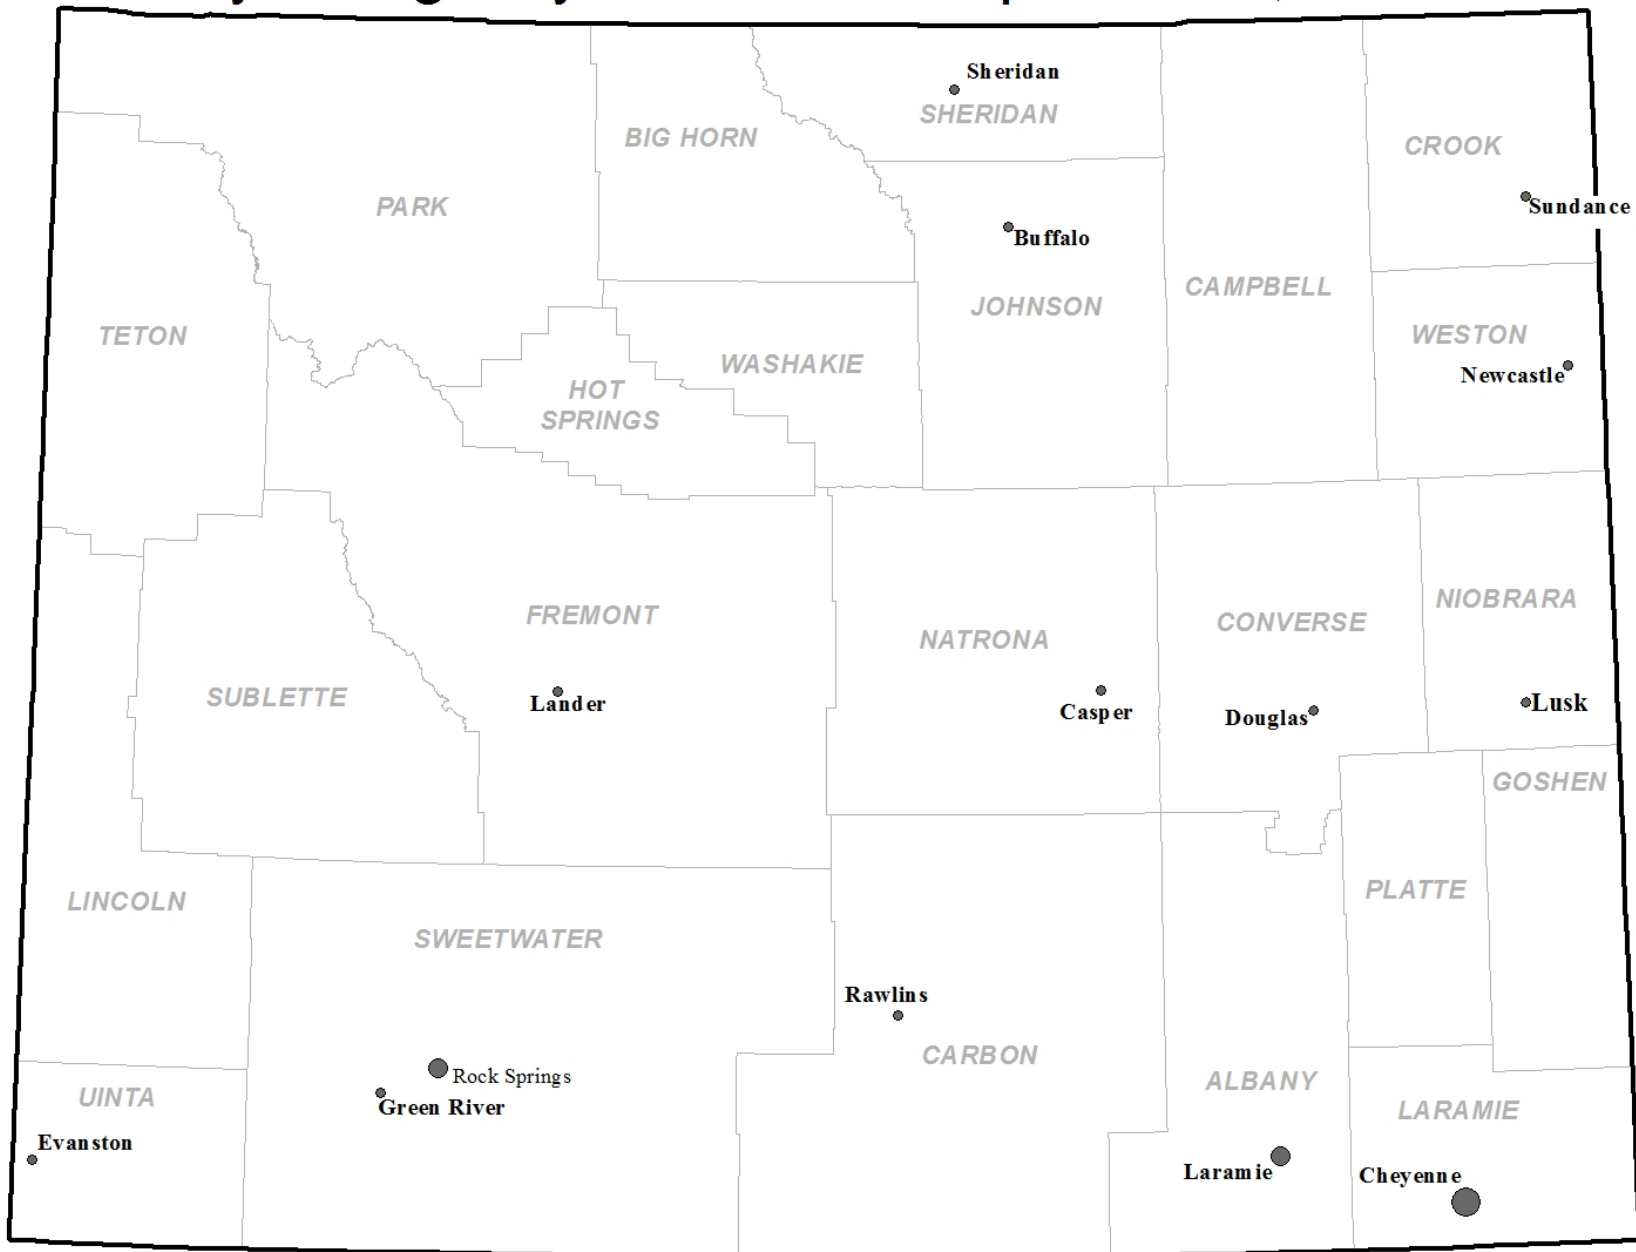 Sheridan
SHERIDAN
BIG HORN
CROOK
PARK
Sundance
Buffalo
CAMPBELL
JOHNSON
TETON
WESTON
WASHAKIE
Newcastle
HOT
SPRINGS
NIOBRARA
FREMONT
CONVERSE
NATRONA
SUBLETTE
Lander
Casper
Douglas
Lusk
GOSHEN
PLATTE
LINCOLN
SWEETWATER
Rawlins
CARBON
Rock Springs
ALBANY
UINTA
Green River
LARAMIE
Evanston
Laramie
Cheyenne